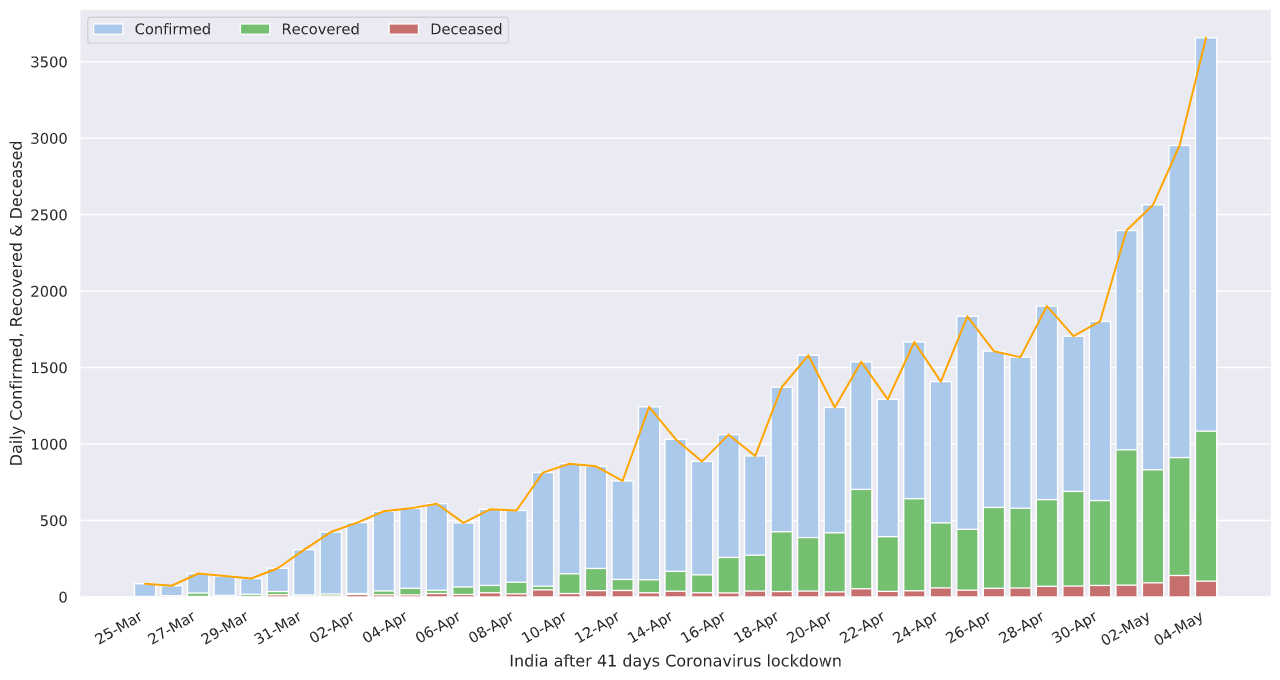 Confirmed Recovered Deceased
3500
3000
2500
2000
1500
1000
500
0
Daily Confirmed, Recovered & Deceased
25-Mar 27-Mar 29-Mar 31-Mar 02-Apr 04-Apr 06-Apr 08-Apr 10-Apr 12-Apr 14-Apr 16-Apr 18-Apr 20-Apr 22-Apr 24-Apr 26-Apr 28-Apr 30-Apr 02-May 04-May
India after 41 days Coronavirus lockdown